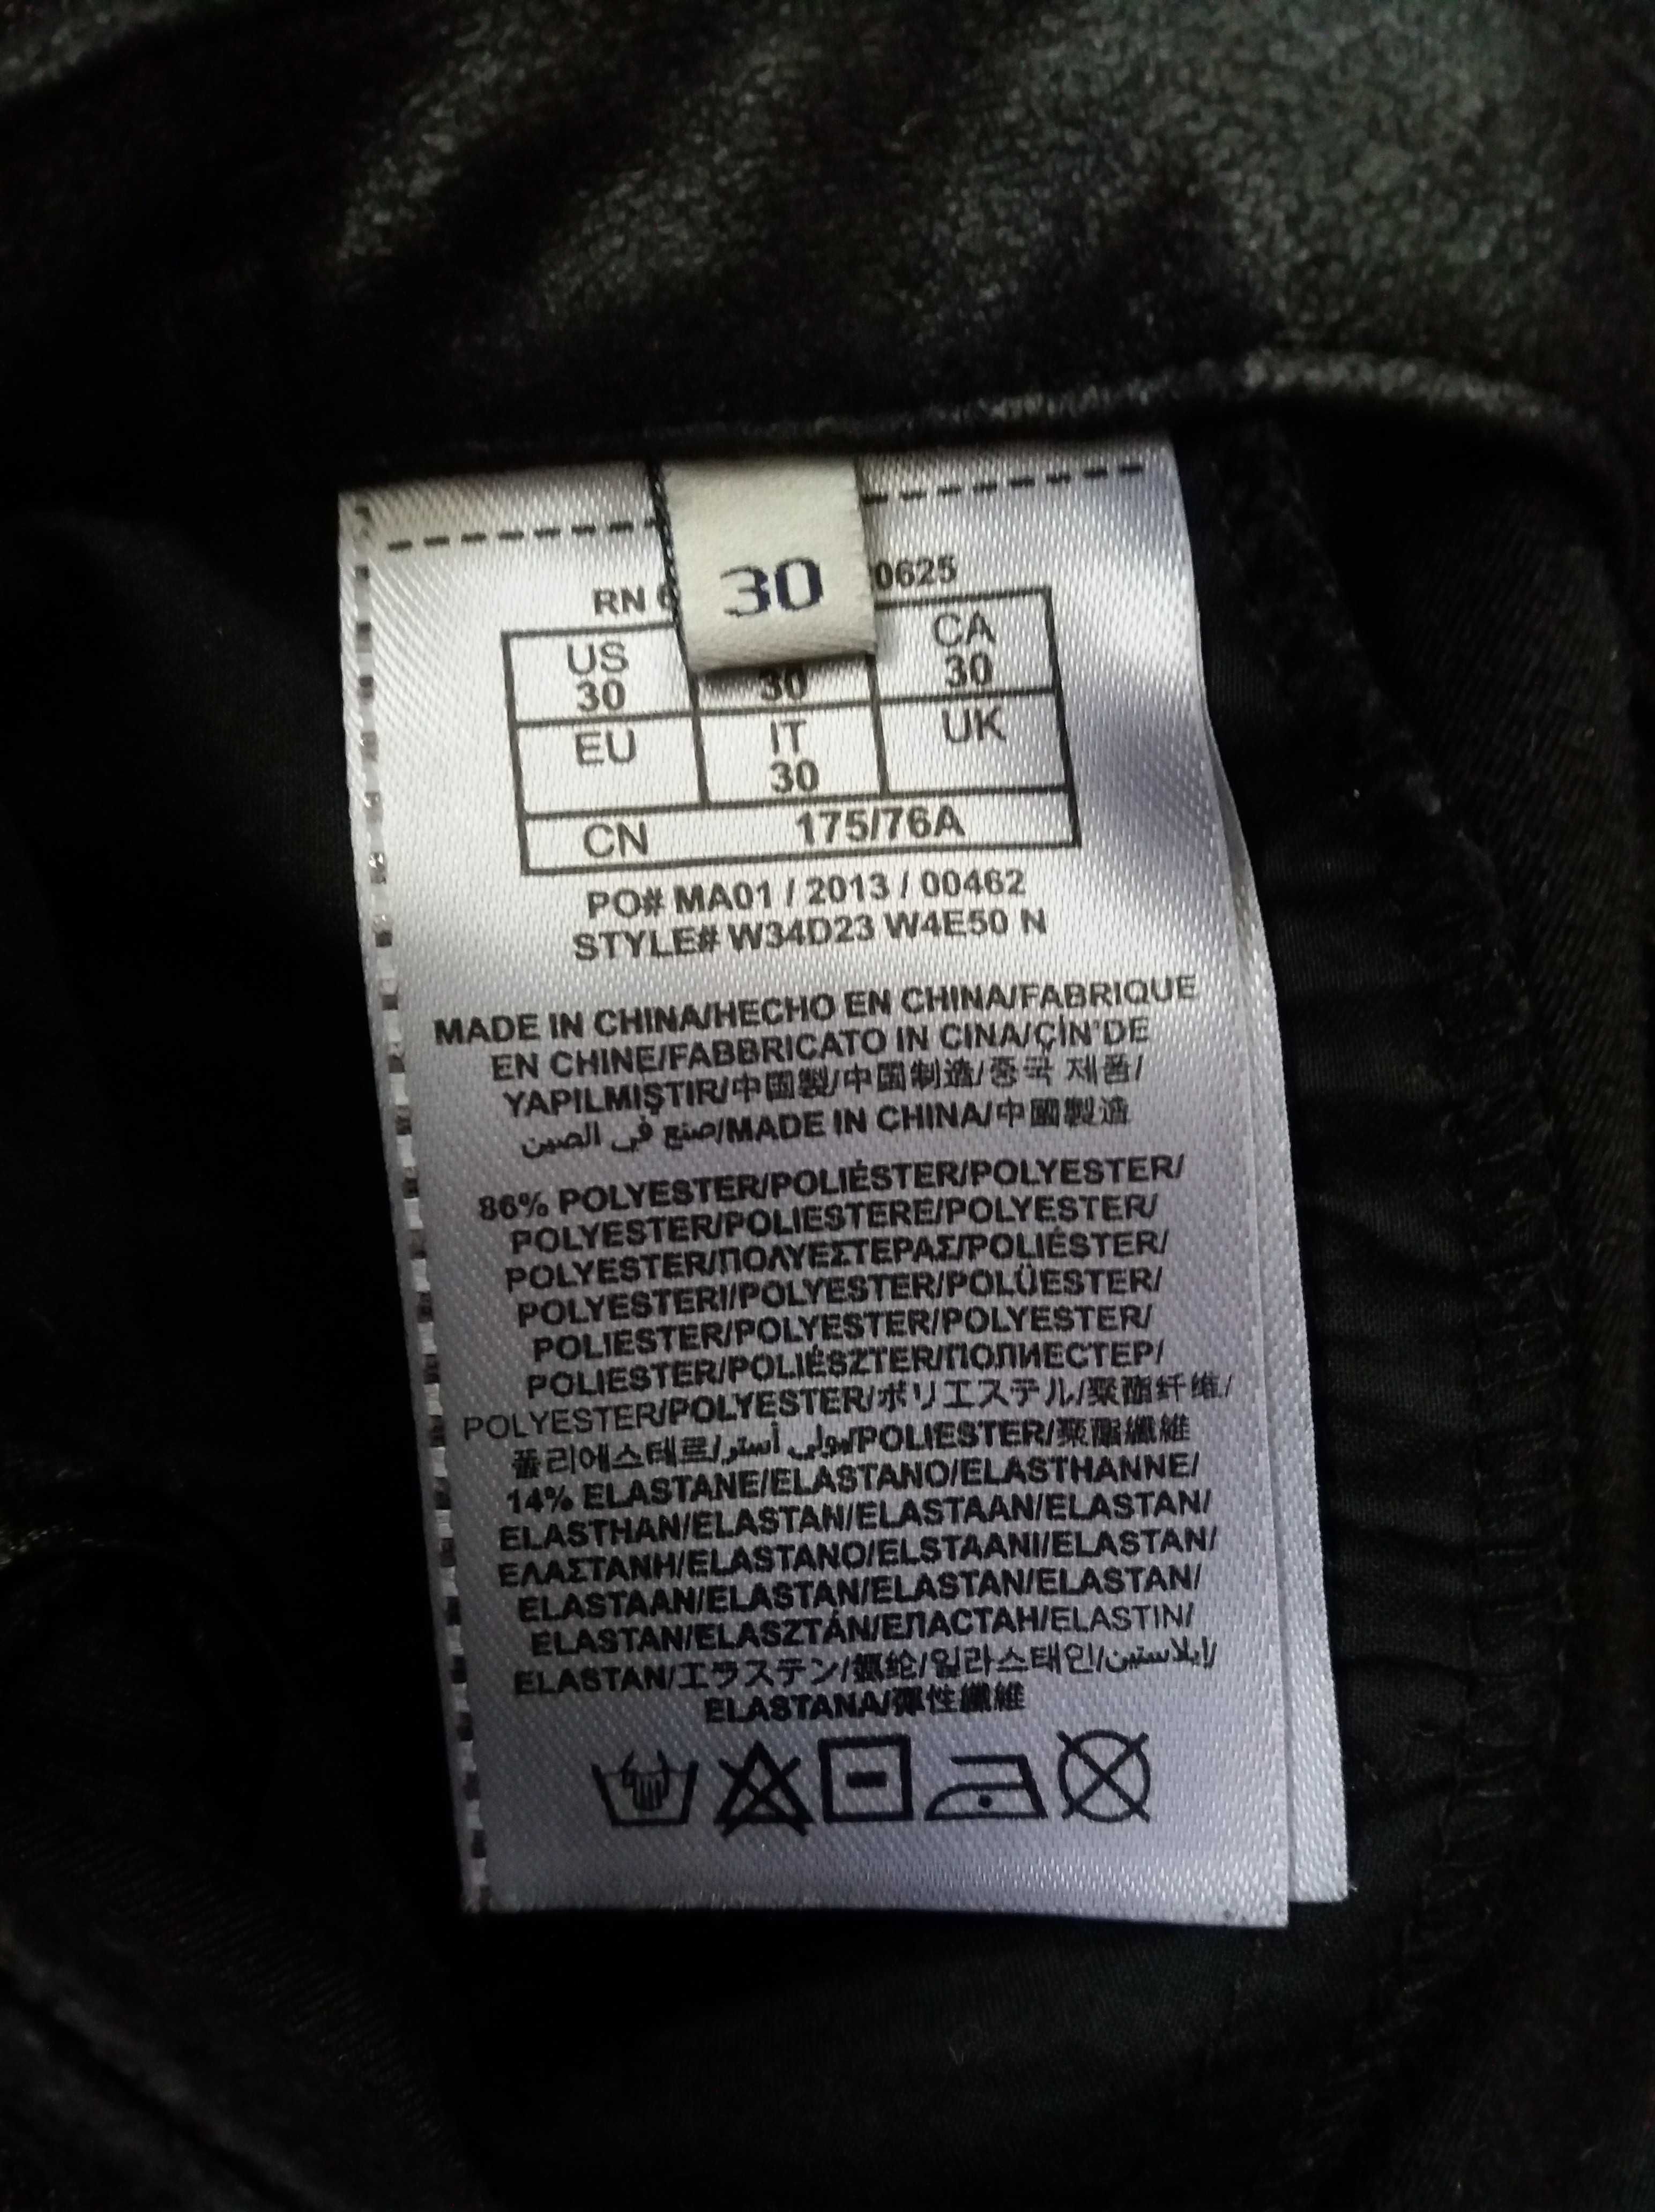 30
RN 0625
US CA
30 30 30
EU IT UK
30
CN 175/76A
PO# MA01 / 2013 / 00462
STYLE# W34D23 W4E50 N
MADE IN CHINA/HECHO EN CHINA/FABRIQUE
EN CHINE/FABBRICATO IN CINA/ÇİN'DE
YAPILMIŞTIR/中國製/中国制造/중국 제품/
صنع في الصين/MADE IN CHINA/中國製造
86% POLYESTER/POLIÉSTER/POLYESTER/
POLYESTER/POLIESTERE/POLYESTER/
POLYESTER/ΠΟΛΥΕΣΤΕΡΑΣ/POLIÉSTER/
POLYESTERI/POLYESTER/POLÜESTER/
POLIESTER/POLYESTER/POLYESTER/
POLIESTER/POLIÉSZTER/ПОЛИЕСТЕР/
POLYESTER/POLYESTER/ポリエステル/聚酯纤维/
폴리에스테르/بولي أستر/POLIESTER/聚酯纖維
14% ELASTANE/ELASTANO/ELASTHANNE/
ELASTHAN/ELASTAN/ELASTAAN/ELASTAN/
ΕΛΑΣΤΑΝΗ/ELASTANO/ELSTAANI/ELASTAN/
ELASTAAN/ELASTAN/ELASTAN/ELASTAN/
ELASTAN/ELASZTÁN/ЕЛАСТАН/ELASTIN/
ELASTAN/エラステン/氨纶/일라스태인/إيلاستين/
ELASTANA/彈性纖維